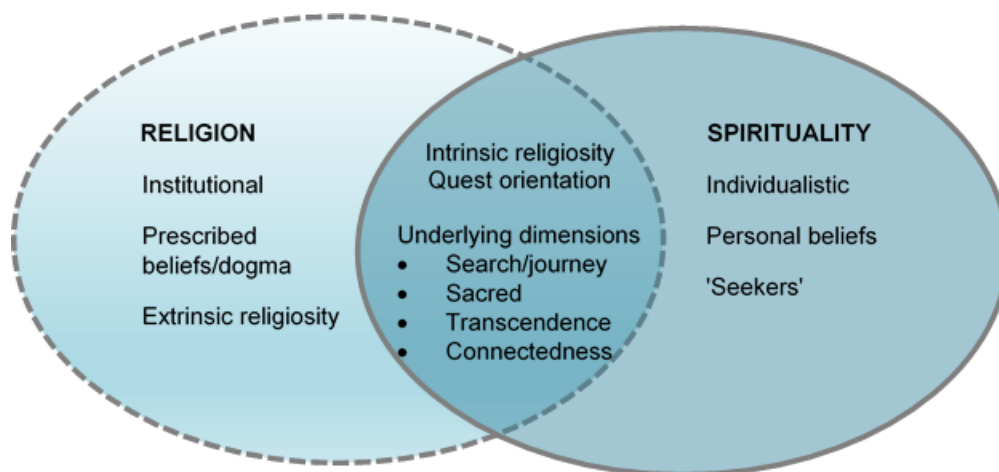 RELIGION
Institutional
Prescribed
beliefs/dogma
Extrinsic religiosity
Intrinsic religiosity
Quest orientation
Underlying dimensions
• Search/journey
• Sacred
• Transcendence
• Connectedness
SPIRITUALITY
Individualistic
Personal beliefs
'Seekers'